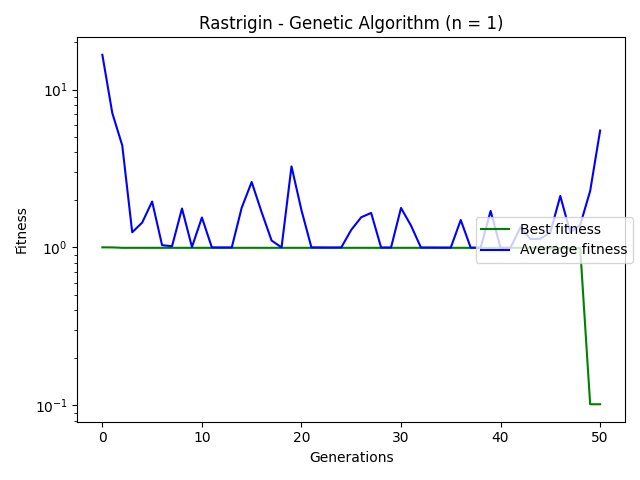 Rastrigin - Genetic Algorithm (n = 1)
Fitness
10¹
10⁰
10⁻¹
Best fitness
Average fitness
0 10 20 30 40 50
Generations